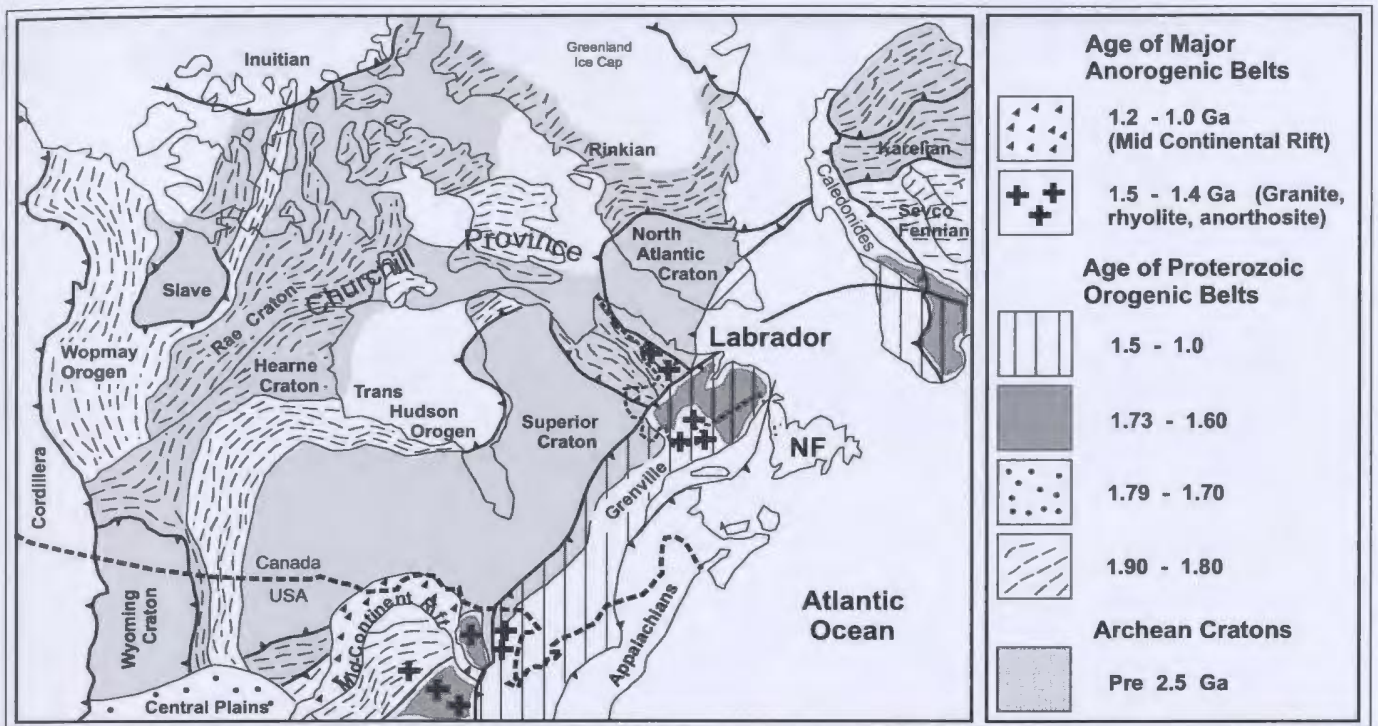 Inuitian
Greenland
Ice Cap
Rinkian
Karelian
Caledonides
Sevco
Fennian
North
Atlantic
Craton
Province
Churchill
Slave
Rae Craton
Labrador
Wopmay
Orogen
Hearne
Craton
Trans
Hudson
Orogen
Superior
Craton
NF
Grenville
Cordillera
Canada
USA
Wyoming
Craton
Mid-Continent Rift
Appalachians
Atlantic
Ocean
Central Plains
Age of Major
Anorogenic Belts
1.2 - 1.0 Ga
(Mid Continental Rift)
1.5 - 1.4 Ga (Granite,
rhyolite, anorthosite)
Age of Proterozoic
Orogenic Belts
1.5 - 1.0
1.73 - 1.60
1.79 - 1.70
1.90 - 1.80
Archean Cratons
Pre 2.5 Ga